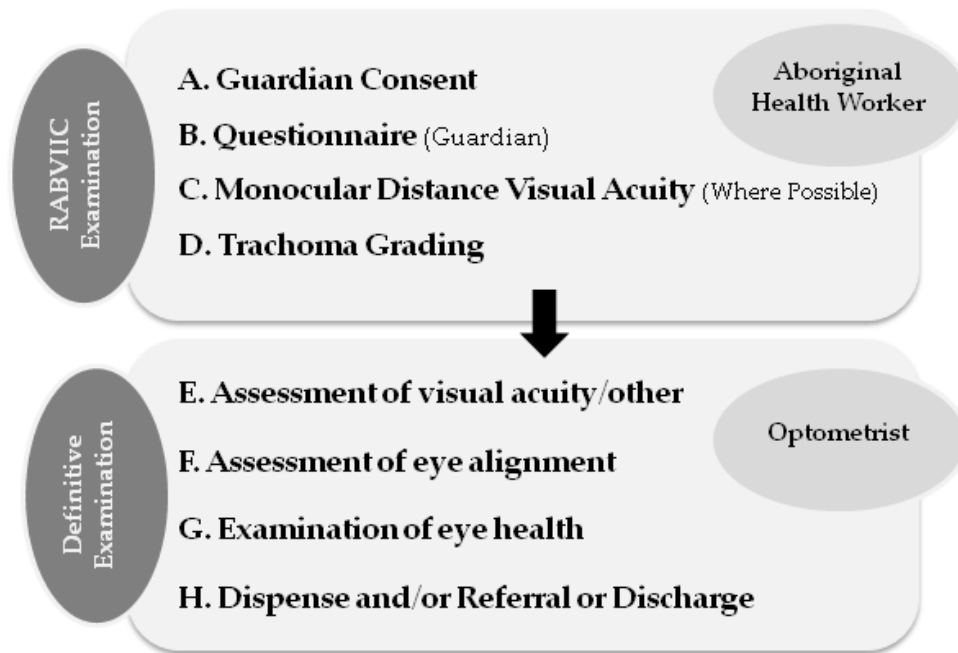 RABVIIC
Examination
Aboriginal
Health Worker
A. Guardian Consent
B. Questionnaire (Guardian)
C. Monocular Distance Visual Acuity (Where Possible)
D. Trachoma Grading
Definitive
Examination
Optometrist
E. Assessment of visual acuity/other
F. Assessment of eye alignment
G. Examination of eye health
H. Dispense and/or Referral or Discharge